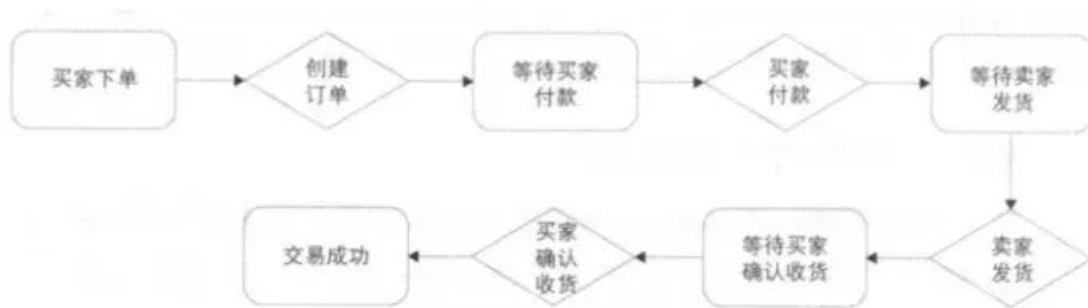 买家下单
创建
订单
等待买家
付款
买家
付款
等待卖家
发货
卖家
发货
等待买家
确认收货
买家
确认
收货
交易成功